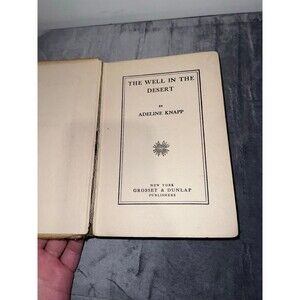 THE WELL IN THE
DESERT
BY
ADELINE KNAPP
NEW YORK
GROSSET & DUNLAP
PUBLISHERS